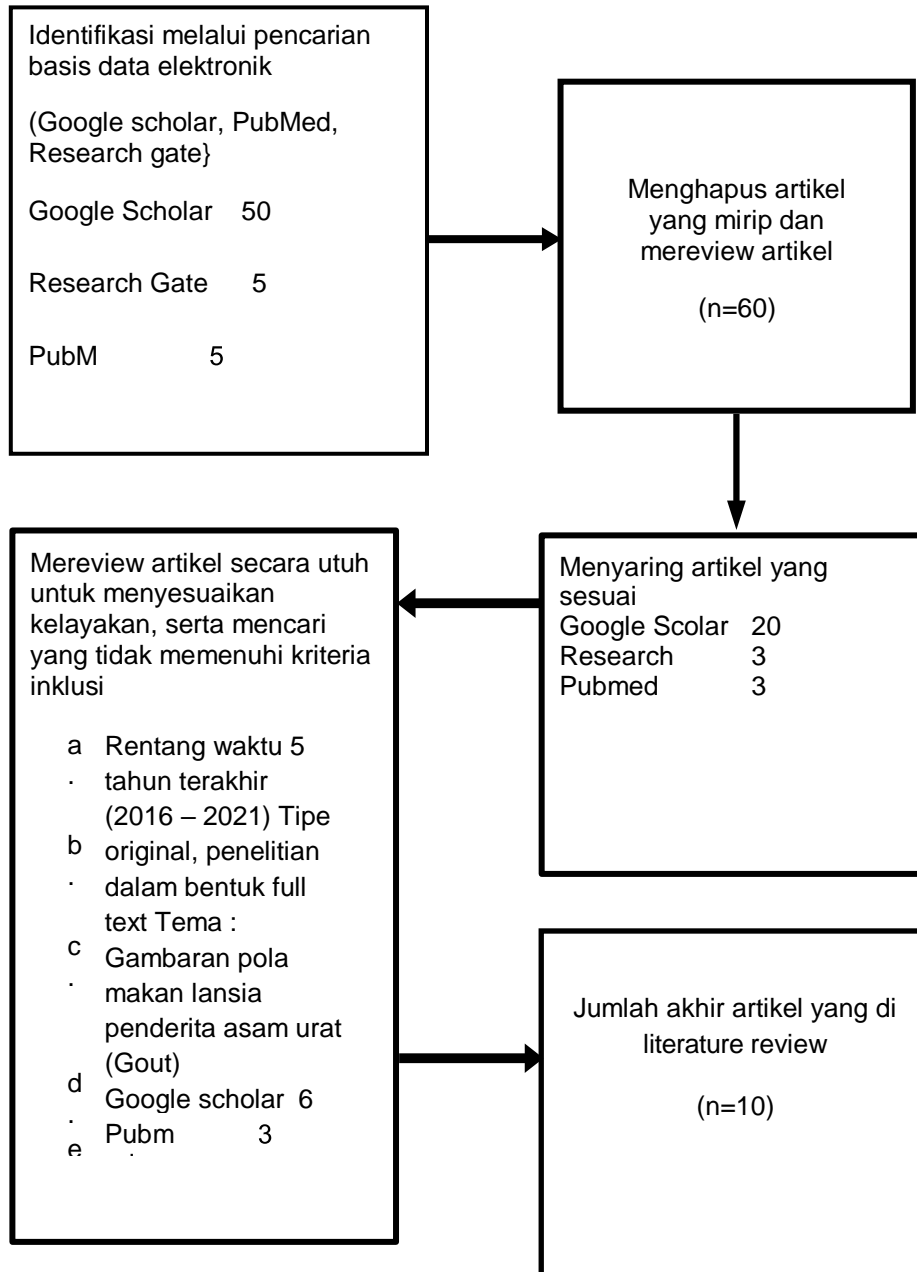 Identifikasi melalui pencarian
basis data elektronik
(Google scholar, PubMed,
Research gate}
Google Scholar 50
Research Gate 5
PubM 5
Menghapus artikel
yang mirip dan
mereview artikel
(n=60)
Menyaring artikel yang
sesuai
Google Scolar 20
Research 3
Pubmed 3
Mereview artikel secara utuh
untuk menyesuaikan
kelayakan, serta mencari
yang tidak memenuhi kriteria
inklusi
a Rentang waktu 5
. tahun terakhir
(2016 – 2021) Tipe
b original, penelitian
. dalam bentuk full
text Tema :
c Gambaran pola
. makan lansia
penderita asam urat
(Gout)
d Google scholar 6
. Pubm 3
e
Jumlah akhir artikel yang di
literature review
(n=10)